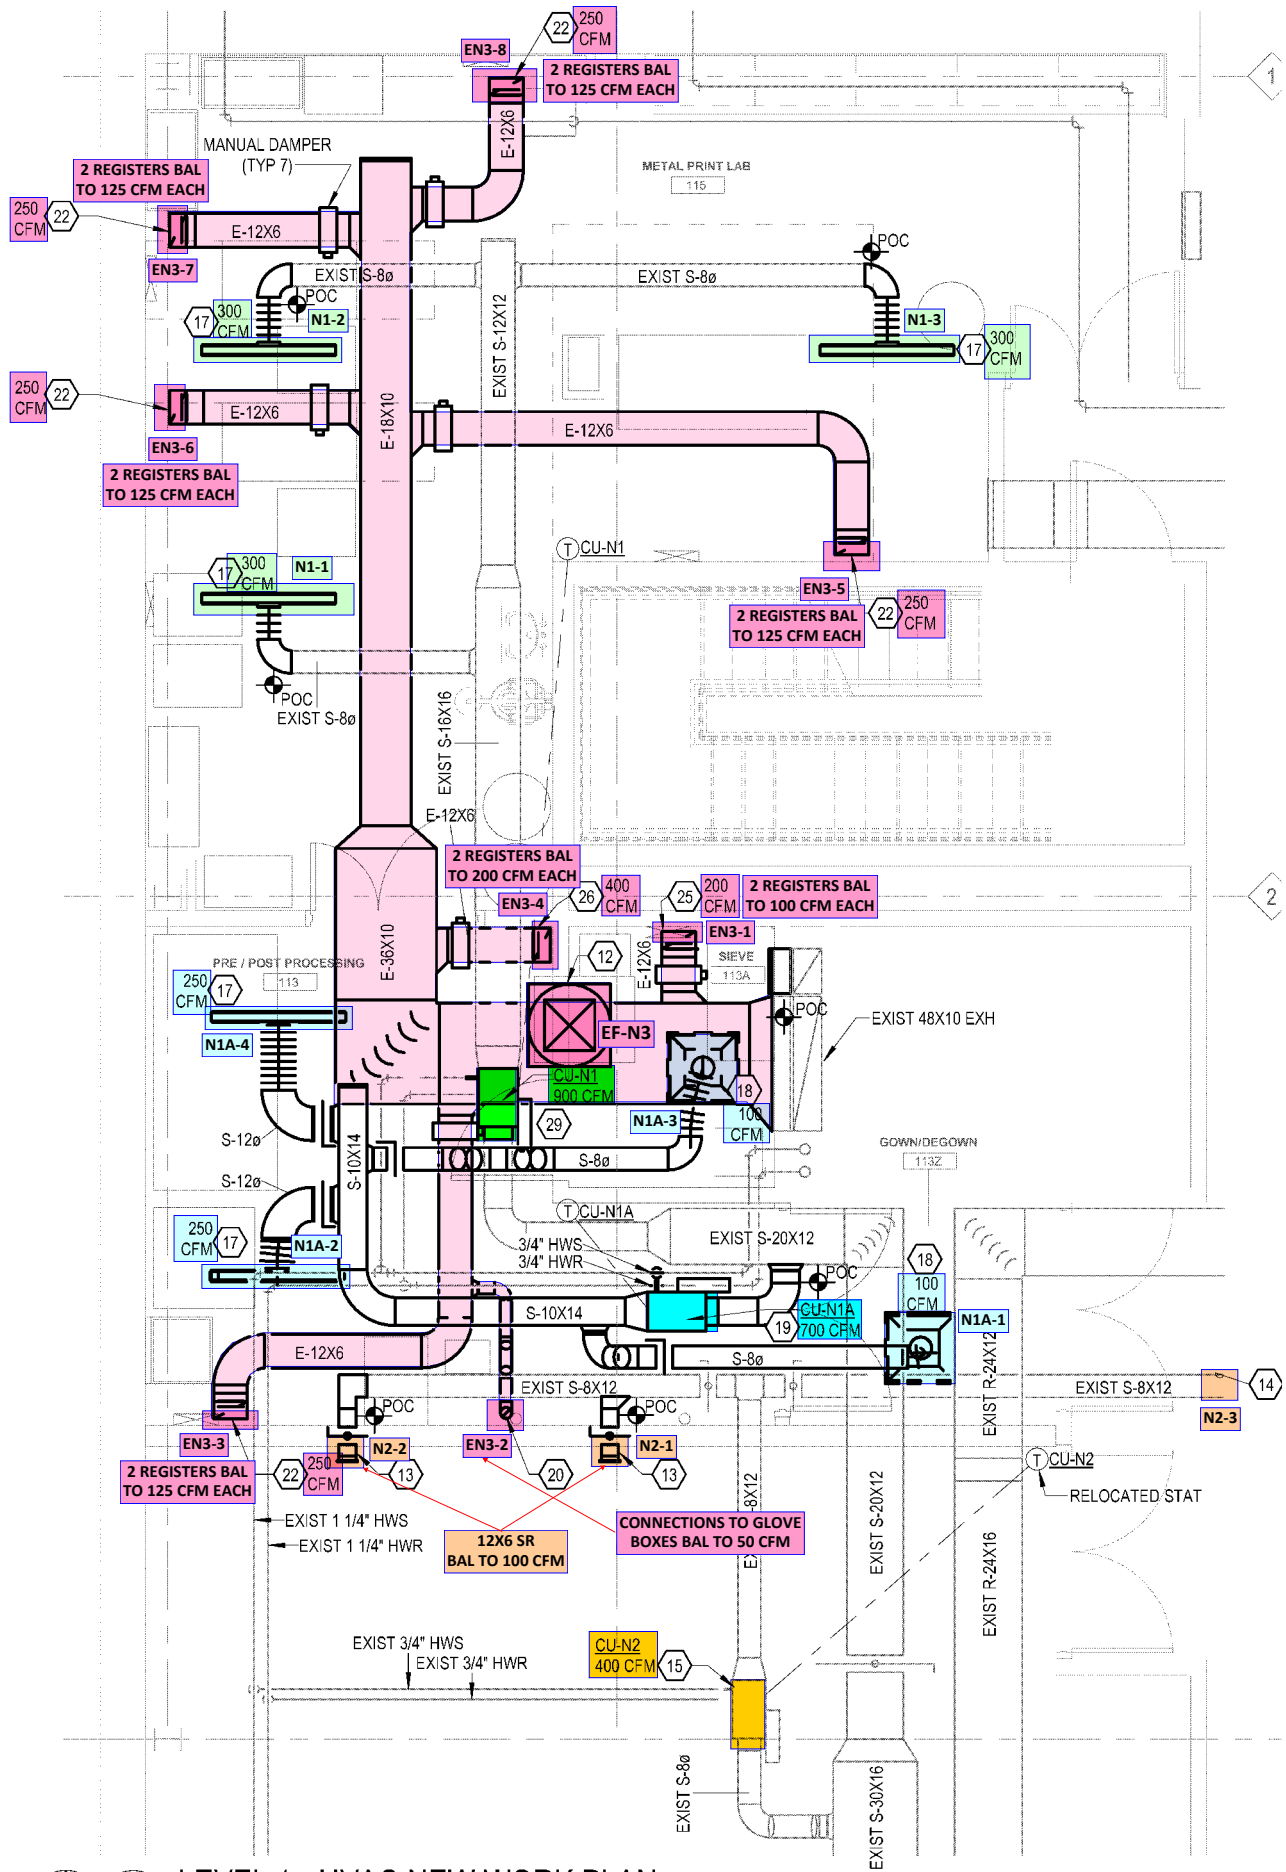 22
250
CFM
EN3-8
2 REGISTERS BAL
TO 125 CFM EACH
1
E-12X6
MANUAL DAMPER
(TYP 7)
2 REGISTERS BAL
TO 125 CFM EACH
METAL PRINT LAB
115
250
CFM
22
E-12X6
EN3-7
EXIST S-8ø
POC
EXIST S-8ø
POC
17
300
CFM
N1-2
EXIST S-12X12
N1-3
17
300
CFM
250
CFM
22
E-12X6
E-18X10
E-12X6
EN3-6
2 REGISTERS BAL
TO 125 CFM EACH
17
300
CFM
N1-1
T
CU-N1
EN3-5
2 REGISTERS BAL
TO 125 CFM EACH
22
250
CFM
POC
EXIST S-8ø
EXIST S-16X16
E-12X6
2 REGISTERS BAL
TO 200 CFM EACH
EN3-4
26
400
CFM
25
200
CFM
2 REGISTERS BAL
TO 100 CFM EACH
EN3-1
2
E-36X10
12
E-12X6
SIEVE
113A
PRE / POST PROCESSING
113
250
CFM
17
N1A-4
EF-N3
POC
EXIST 48X10 EXH
CU-N1
900 CFM
18
100
CFM
N1A-3
29
S-12ø
S-10X14
S-8ø
GOWN/DEGOWN
113Z
S-12ø
T
CU-N1A
250
CFM
17
N1A-2
3/4" HWS
3/4" HWR
EXIST S-20X12
POC
18
100
CFM
N1A-1
S-10X14
CU-N1A
700 CFM
19
E-12X6
S-8ø
EXIST R-24X12
EXIST S-8X12
EXIST S-8X12
14
N2-3
POC
POC
EN3-3
N2-2
EN3-2
N2-1
2 REGISTERS BAL
TO 125 CFM EACH
22
250
CFM
13
20
13
T
CU-N2
RELOCATED STAT
EXIST 1 1/4" HWS
EXIST 1 1/4" HWR
12X6 SR
BAL TO 100 CFM
CONNECTIONS TO GLOVE
BOXES BAL TO 50 CFM
8X12
EXIST S-20X12
EXIST R-24X16
EXIST 3/4" HWS
EXIST 3/4" HWR
CU-N2
400 CFM
15
EXIST S-8ø
EXIST S-30X16
LEVEL 1 - HVAC NEW WORK PLAN